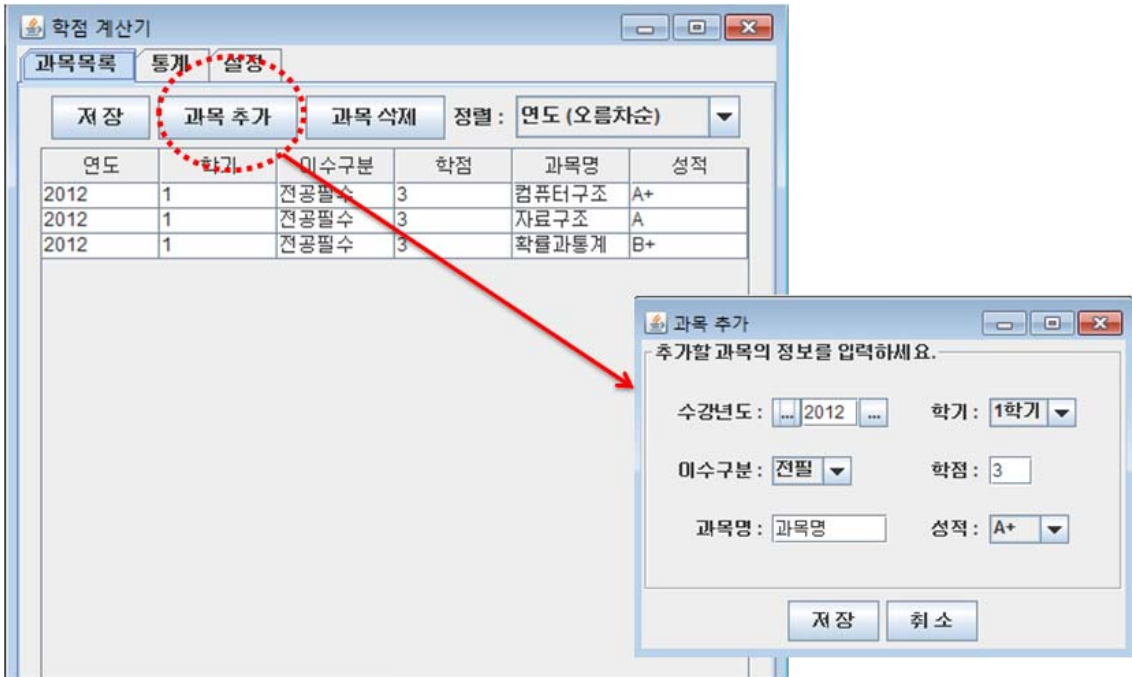 학점 계산기
과목목록 통계 설정
저장 과목 추가 과목 삭제 정렬 : 연도 (오름차순)
연도 학기 이수구분 학점 과목명 성적
2012 1 전공필수 3 컴퓨터구조 A+
2012 1 전공필수 3 자료구조 A
2012 1 전공필수 3 확률과통계 B+
과목 추가
추가할 과목의 정보를 입력하세요.
수강년도 : ... 2012 ... 학기 : 1학기
이수구분 : 전필 학점 : 3
과목명 : 과목명 성적 : A+
저장 취소